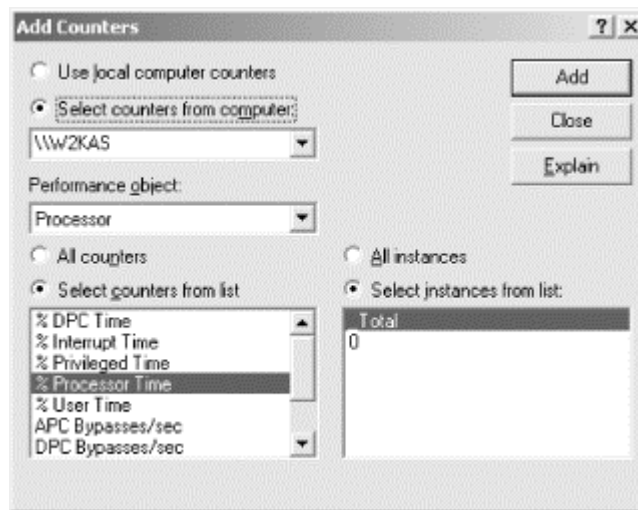 Add Counters
Use local computer counters
Add
Select counters from computer:
Close
\\W2KAS
Explain
Performance object:
Processor
All counters
All instances
Select counters from list
Select instances from list:
% DPC Time
% Interrupt Time
% Privileged Time
% Processor Time
% User Time
APC Bypasses/sec
DPC Bypasses/sec
_Total
0